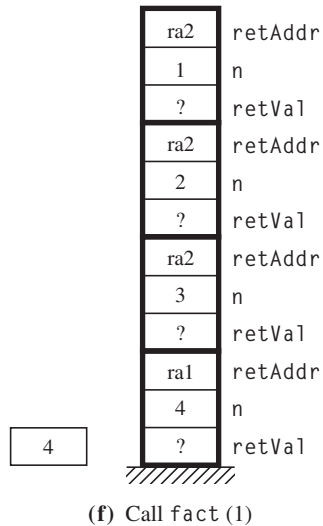 ra2 retAddr
1 n
? retVal
ra2 retAddr
2 n
? retVal
ra2 retAddr
3 n
? retVal
ra1 retAddr
4 n
4 ? retVal
(f) Call fact (1)